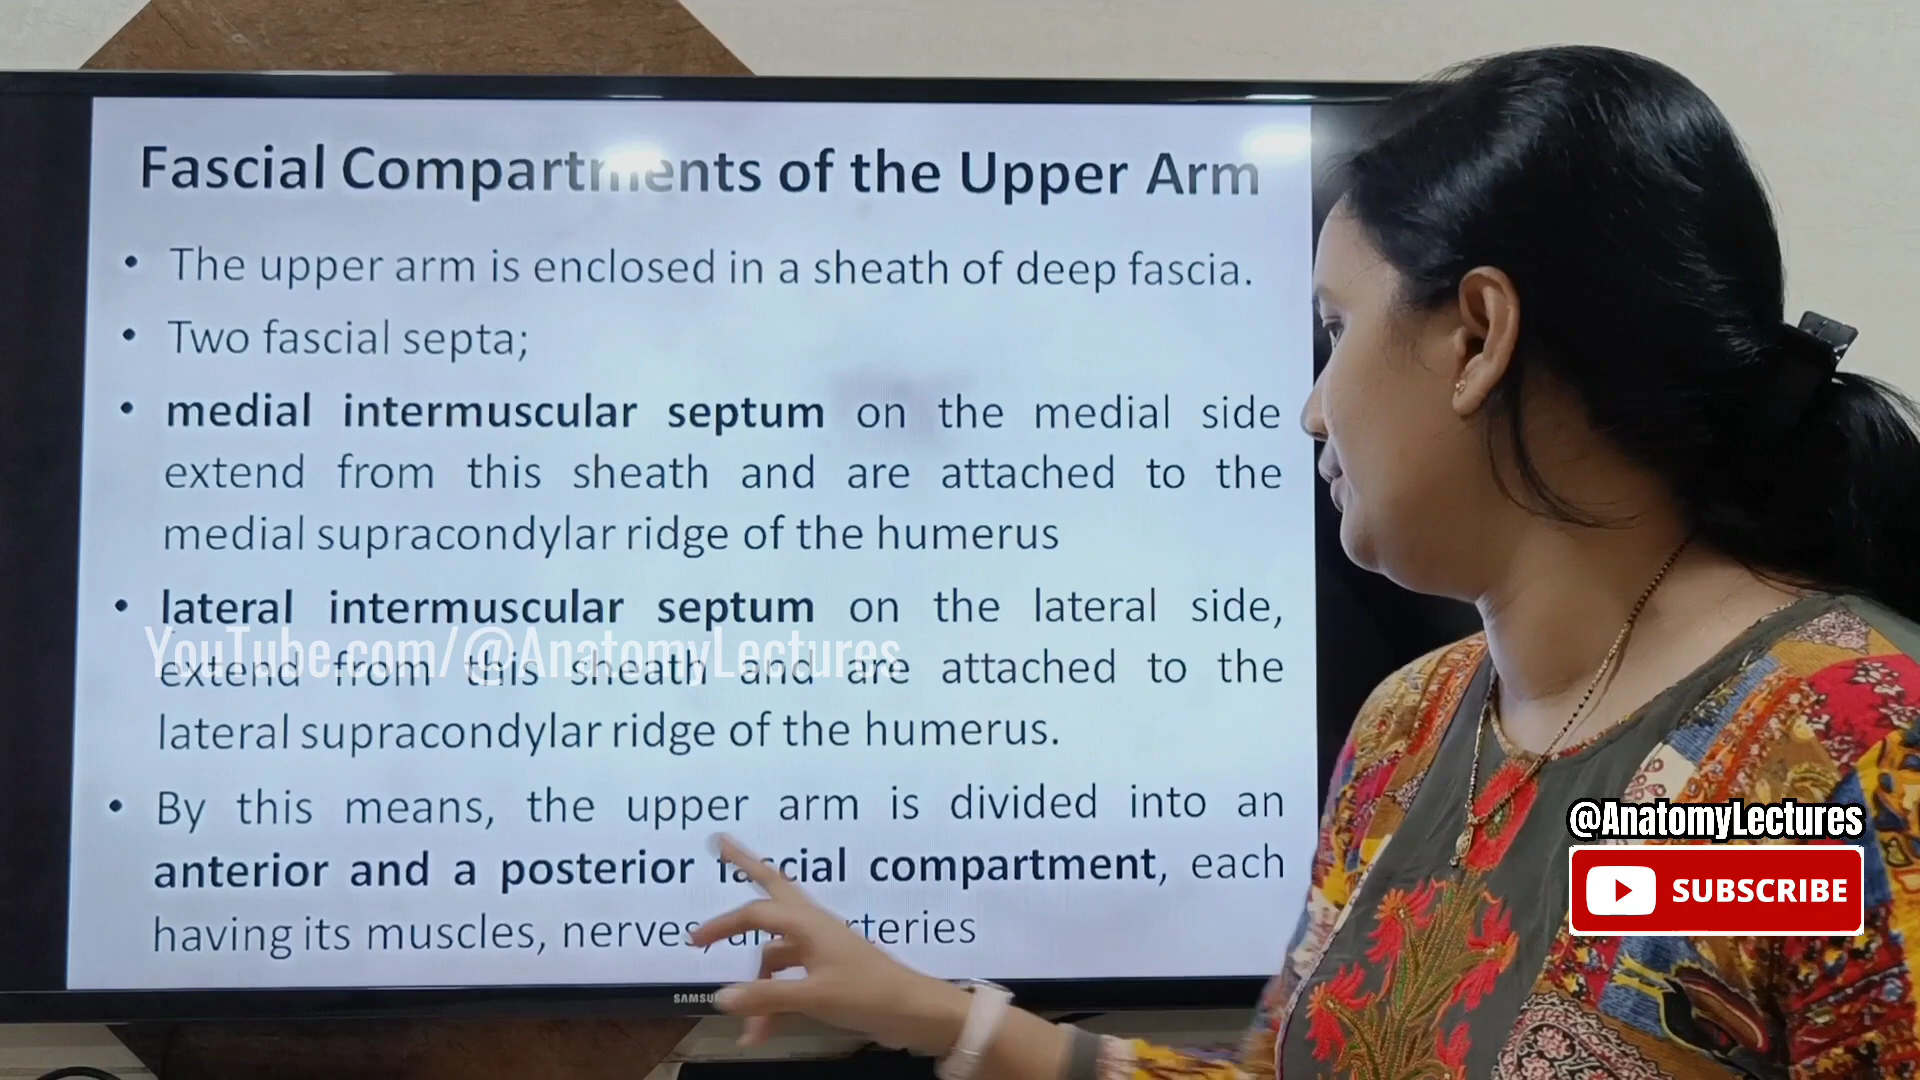 Fascial Compartments of the Upper Arm
• The upper arm is enclosed in a sheath of deep fascia.
• Two fascial septa;
• medial intermuscular septum on the medial side
extend from this sheath and are attached to the
medial supracondylar ridge of the humerus
• lateral intermuscular septum on the lateral side,
YouTube.com/@AnatomyLectures
extend from this sheath and are attached to the
lateral supracondylar ridge of the humerus.
• By this means, the upper arm is divided into an
anterior and a posterior fascial compartment, each
having its muscles, nerves, and arteries
@AnatomyLectures
SUBSCRIBE
SAMSUNG